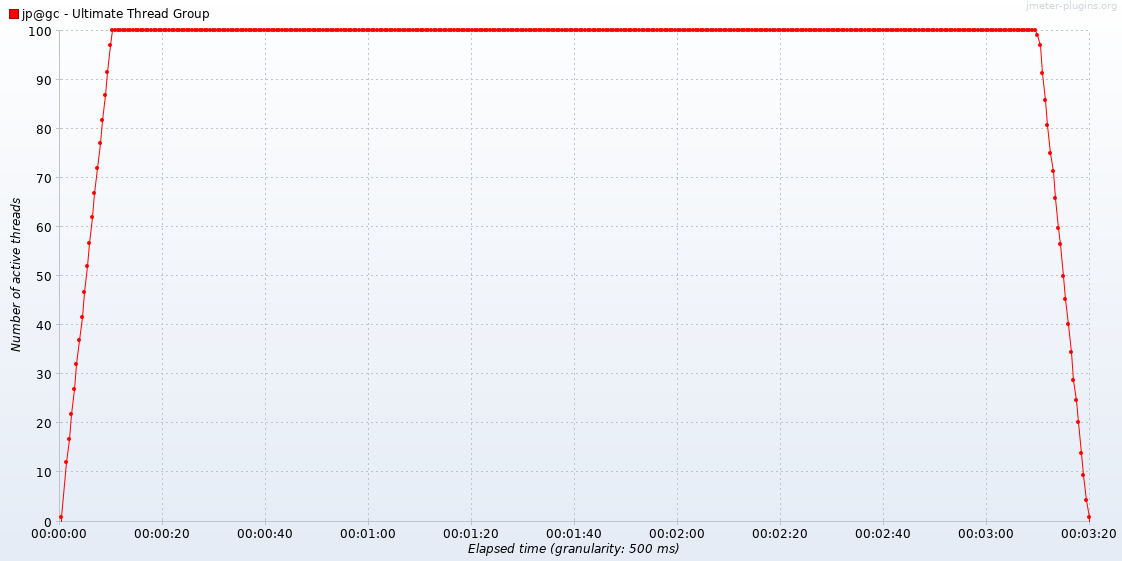 jmeter-plugins.org
jp@gc - Ultimate Thread Group
100
90
80
70
60
50
40
30
20
10
0
Number of active threads
00:00:00 00:00:20 00:00:40 00:01:00 00:01:20 00:01:40 00:02:00 00:02:20 00:02:40 00:03:00 00:03:20
Elapsed time (granularity: 500 ms)